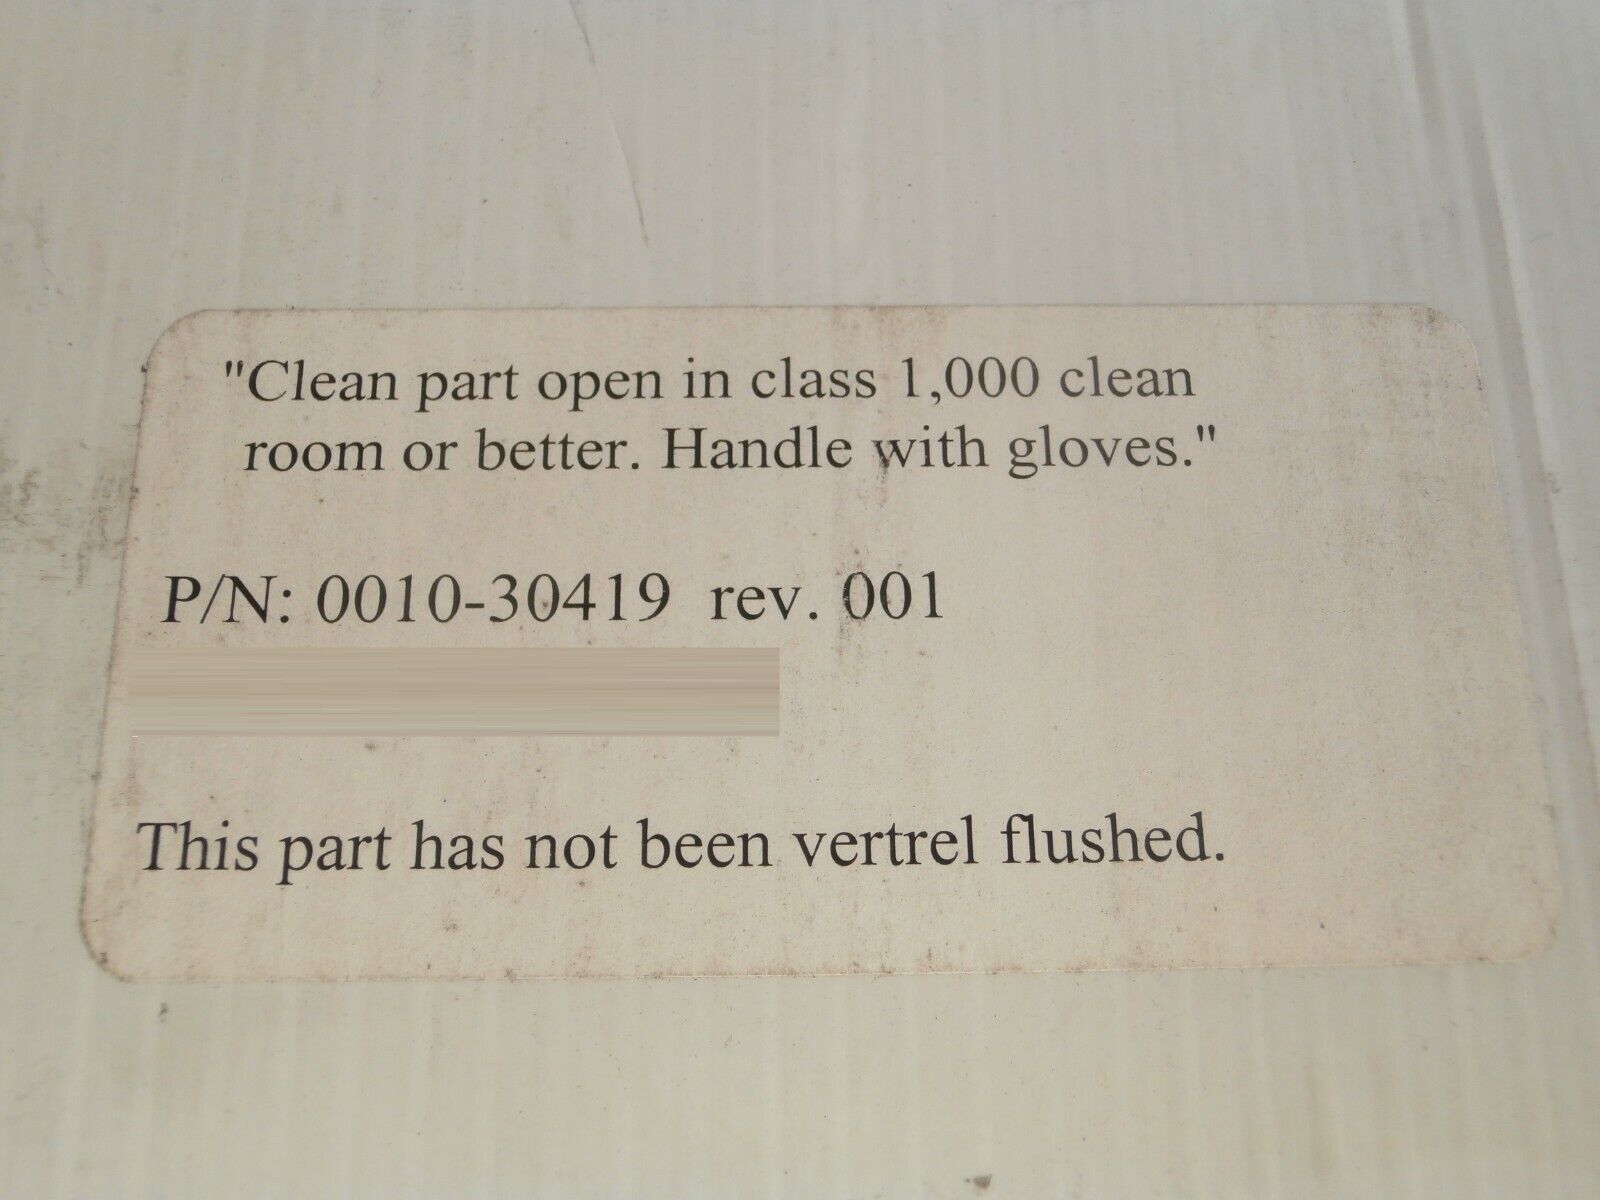 "Clean part open in class 1,000 clean
room or better. Handle with gloves."
P/N: 0010-30419 rev. 001
This part has not been vertrel flushed.